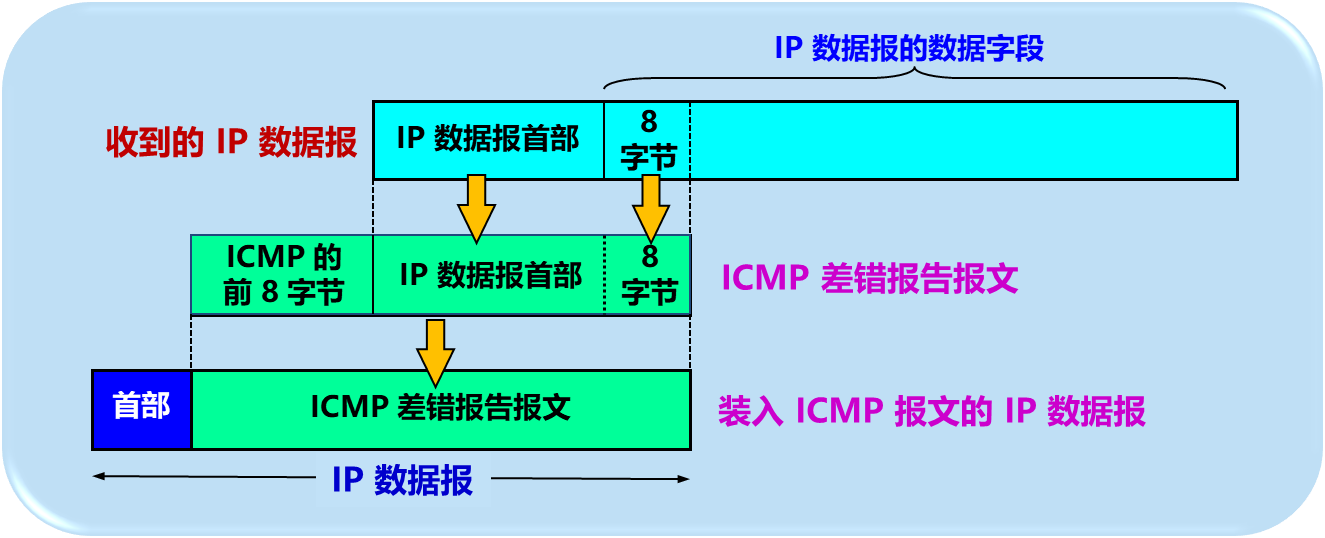 IP 数据报的数据字段
收到的 IP 数据报
IP 数据报首部
8
字节
ICMP 的
前 8 字节
IP 数据报首部
8
字节
ICMP 差错报告报文
首部
ICMP 差错报告报文
装入 ICMP 报文的 IP 数据报
IP 数据报